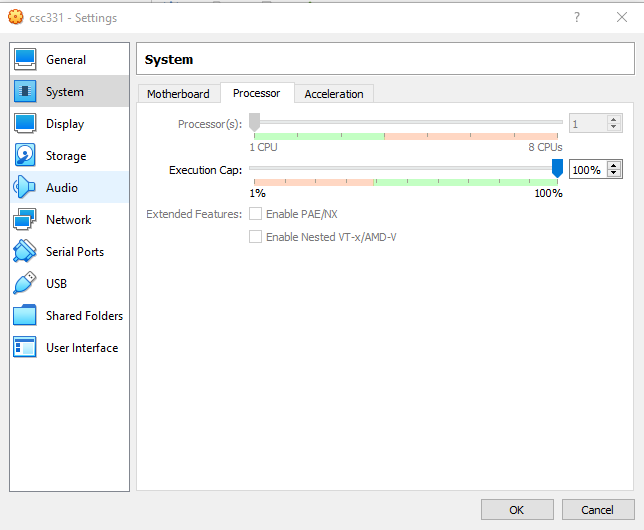 csc331 - Settings
General
System
Display
Storage
Audio
Network
Serial Ports
USB
Shared Folders
User Interface
System
Motherboard Processor Acceleration
Processor(s): 1
1 CPU 8 CPUs
Execution Cap: 100%
1% 100%
Extended Features: Enable PAE/NX
Enable Nested VT-x/AMD-V
OK Cancel